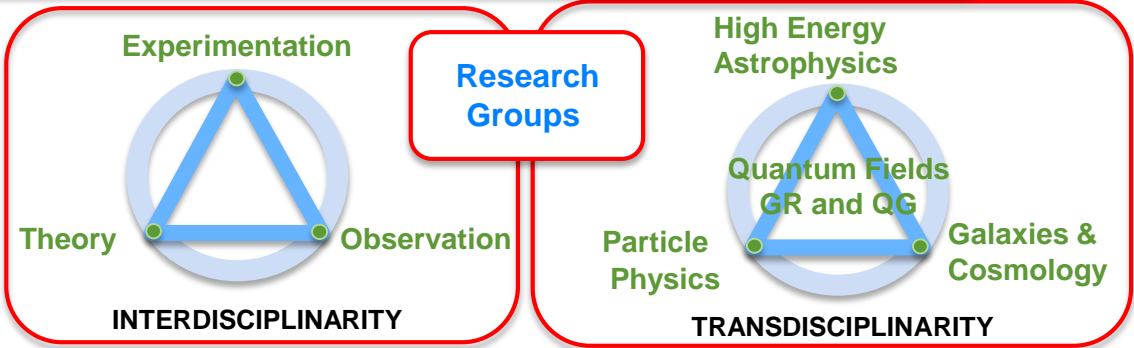 Experimentation
Theory
Observation
INTERDISCIPLINARITY
Research
Groups
High Energy
Astrophysics
Quantum Fields
GR and QG
Particle
Physics
Galaxies &
Cosmology
TRANSDISCIPLINARITY